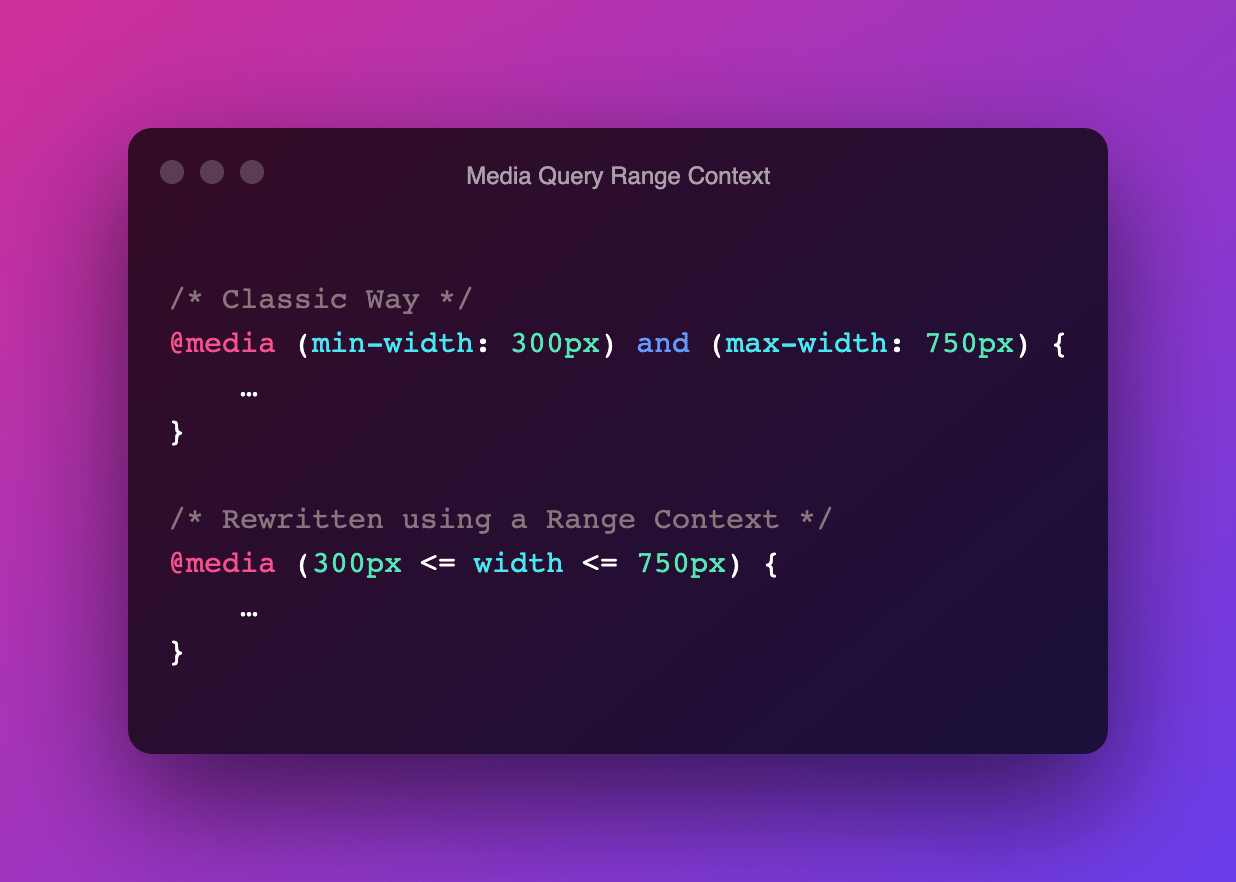 Media Query Range Context
/* Classic Way */
@media (min-width: 300px) and (max-width: 750px) {
…
}
/* Rewritten using a Range Context */
@media (300px <= width <= 750px) {
…
}